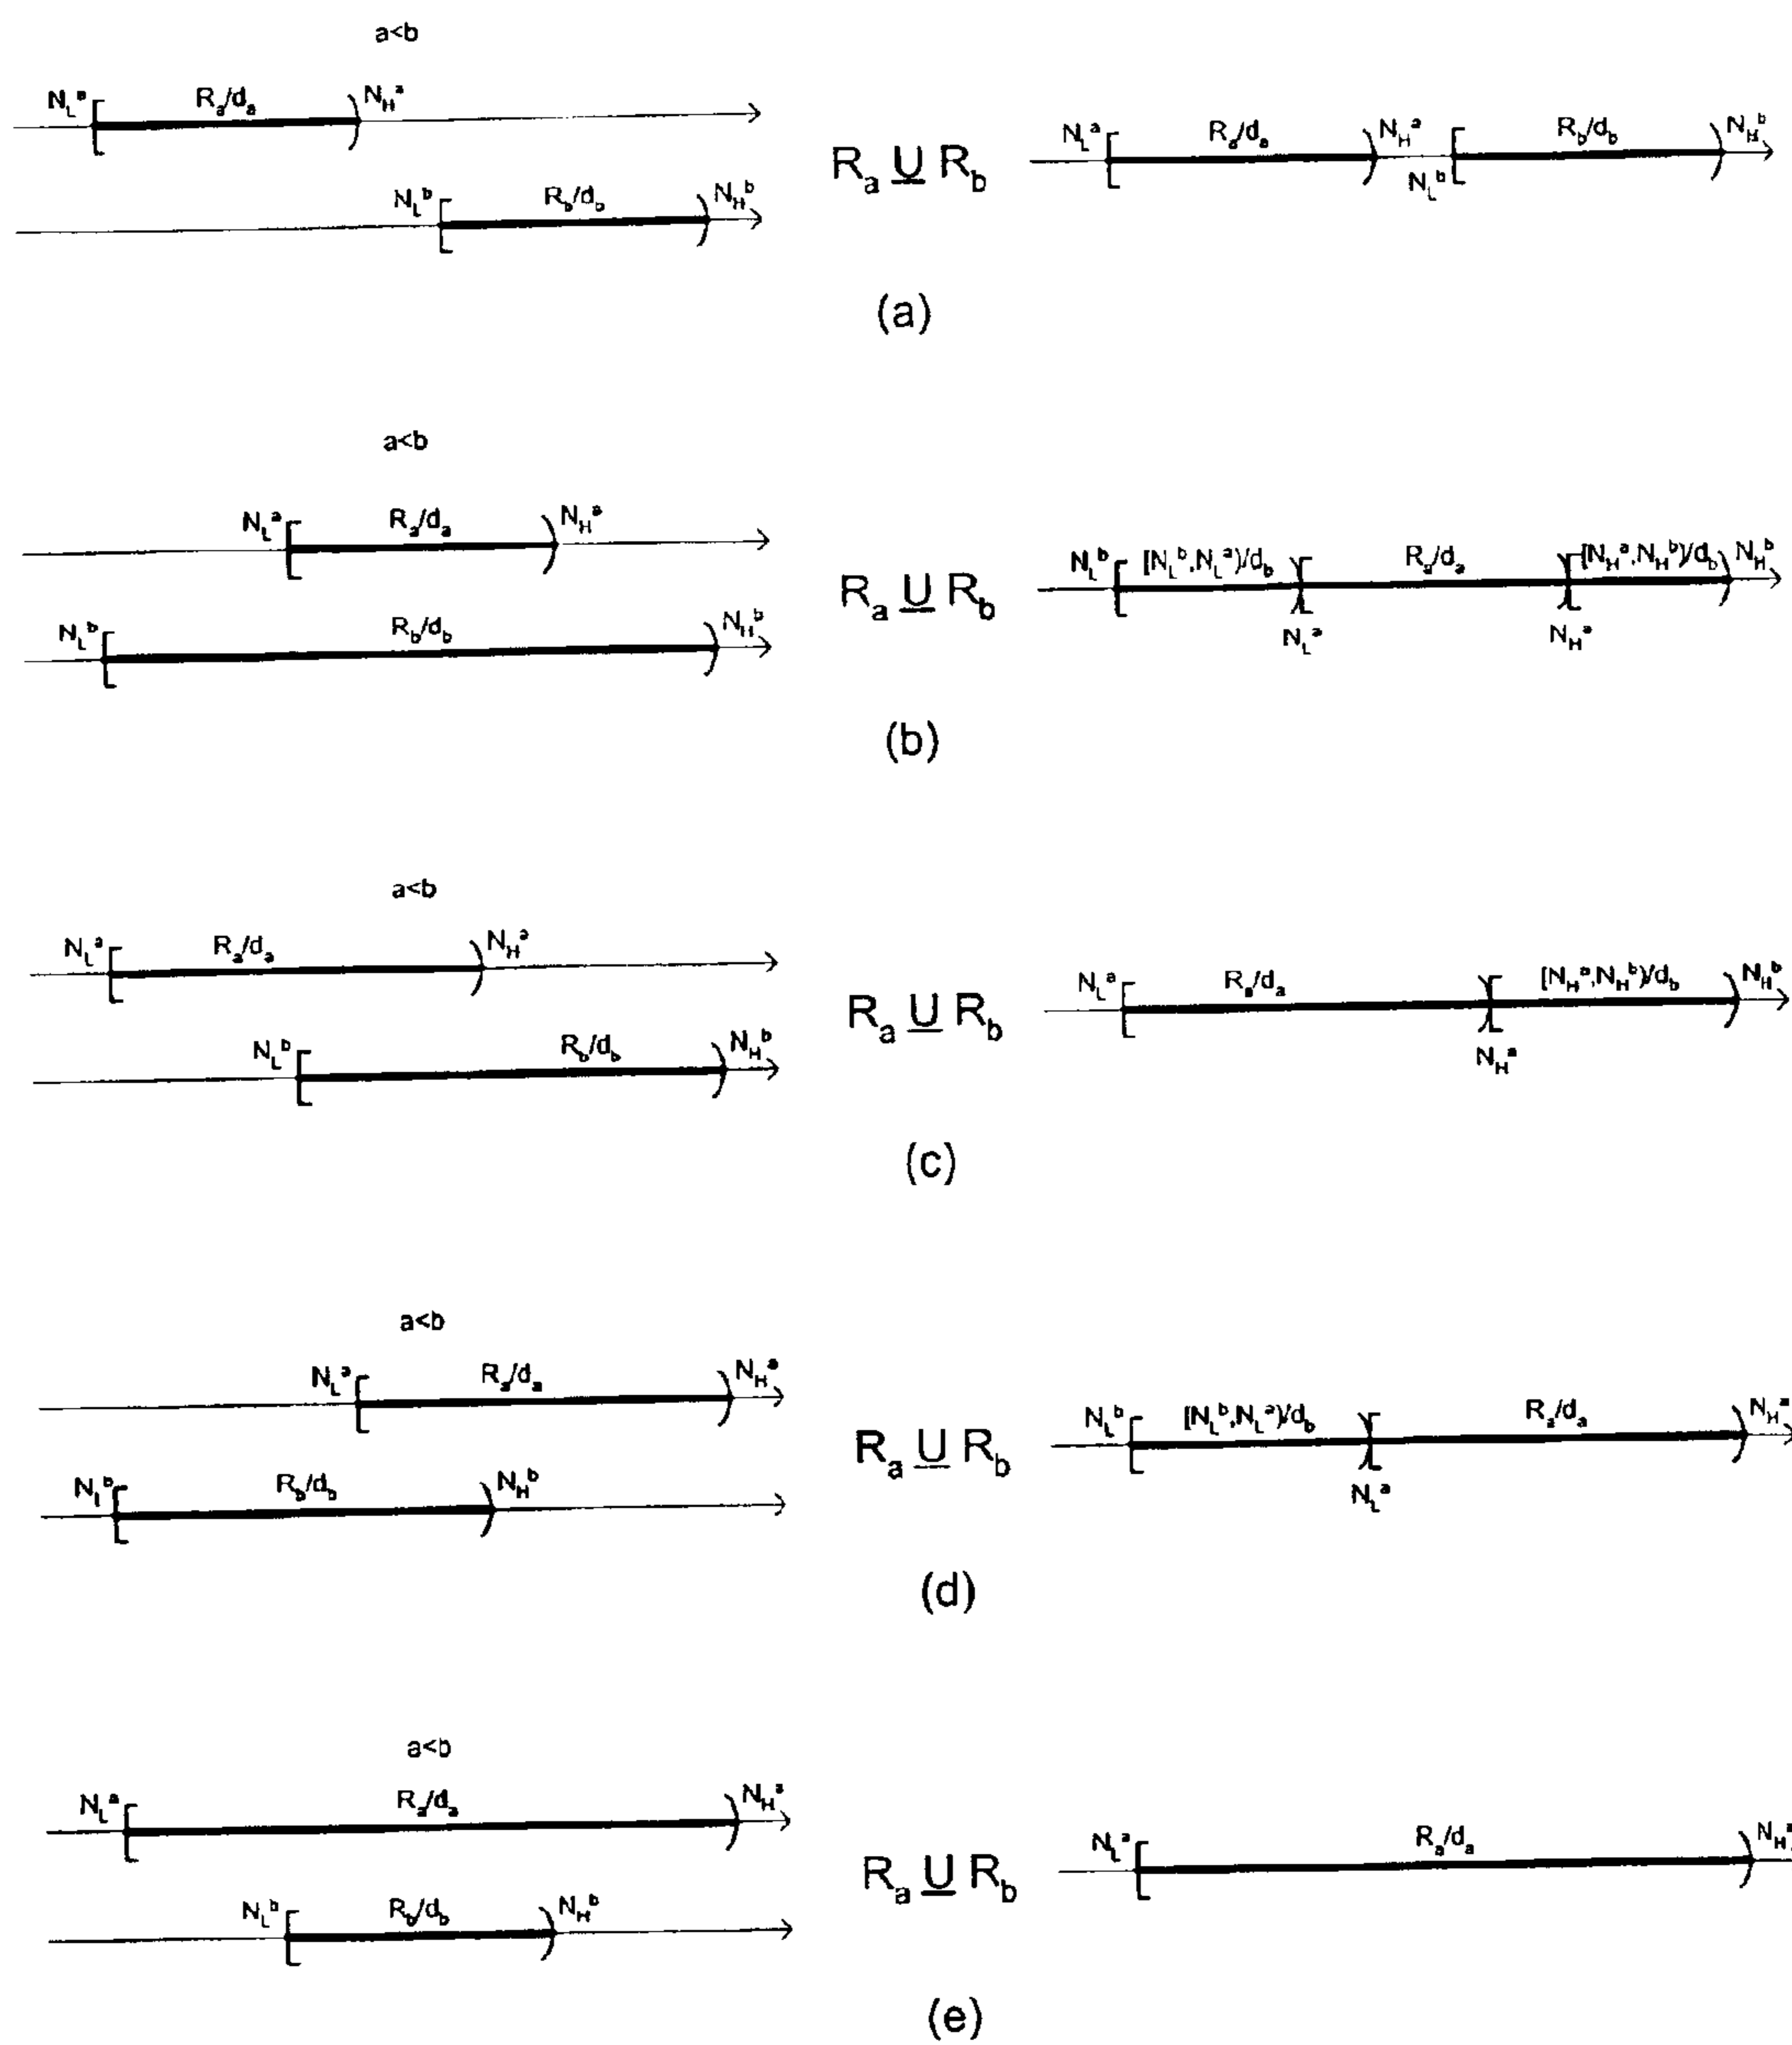 a<b
N_L^a [ R_a/d_a ) N_H^a
N_L^b [ R_b/d_b ) N_H^b
R_a U R_b
N_L^a [ R_a/d_a ) N_H^a N_L^b [ R_b/d_b ) N_H^b
(a)
a<b
N_L^a [ R_a/d_a ) N_H^a
N_L^b [ R_b/d_b ) N_H^b
R_a U R_b
N_L^b [ [N_L^b,N_L^a)/d_b )[ R_a/d_a )[ [N_H^a,N_H^b)/d_b ) N_H^b
N_L^a N_H^a
(b)
a<b
N_L^a [ R_a/d_a ) N_H^a
N_L^b [ R_b/d_b ) N_H^b
R_a U R_b
N_L^a [ R_a/d_a )[ [N_H^a,N_H^b)/d_b ) N_H^b
N_H^a
(c)
a<b
N_L^a [ R_a/d_a ) N_H^a
N_L^b [ R_b/d_b ) N_H^b
R_a U R_b
N_L^b [ [N_L^b,N_L^a)/d_b )[ R_a/d_a ) N_H^a
N_L^a
(d)
a<b
N_L^a [ R_a/d_a ) N_H^a
N_L^b [ R_b/d_b ) N_H^b
R_a U R_b
N_L^a [ R_a/d_a ) N_H^a
(e)